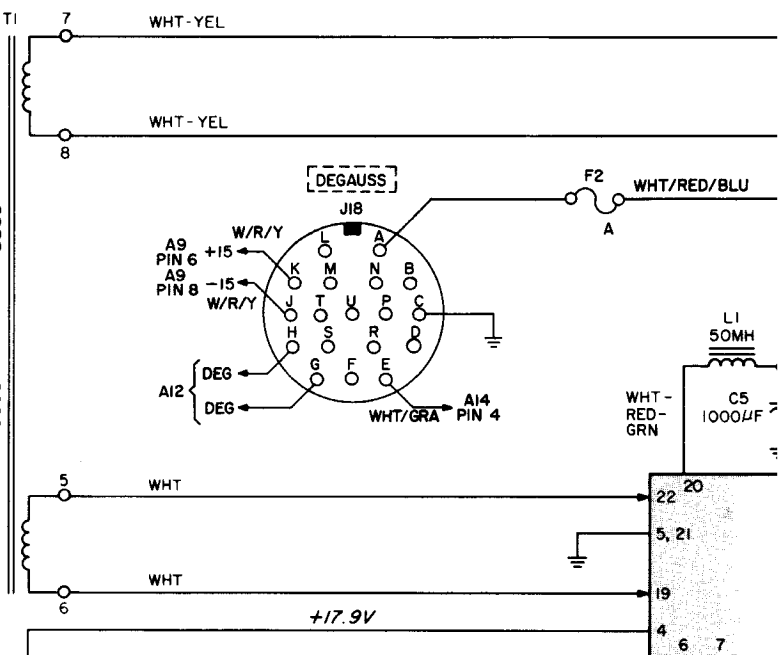 T1
7
WHT-YEL
WHT-YEL
8
DEGAUSS
J18
F2
WHT/RED/BLU
A
W/R/Y
L
A
A9
PIN 6
+15
K
M
N
B
A9
PIN 8
-15
W/R/Y
J
T
U
P
C
H
S
R
D
A12
DEG
DEG
G
F
E
WHT/GRA
A14
PIN 4
L1
50MH
WHT-
RED-
GRN
C5
1000µF
5
WHT
20
22
5, 21
WHT
19
6
+17.9V
4
6
7